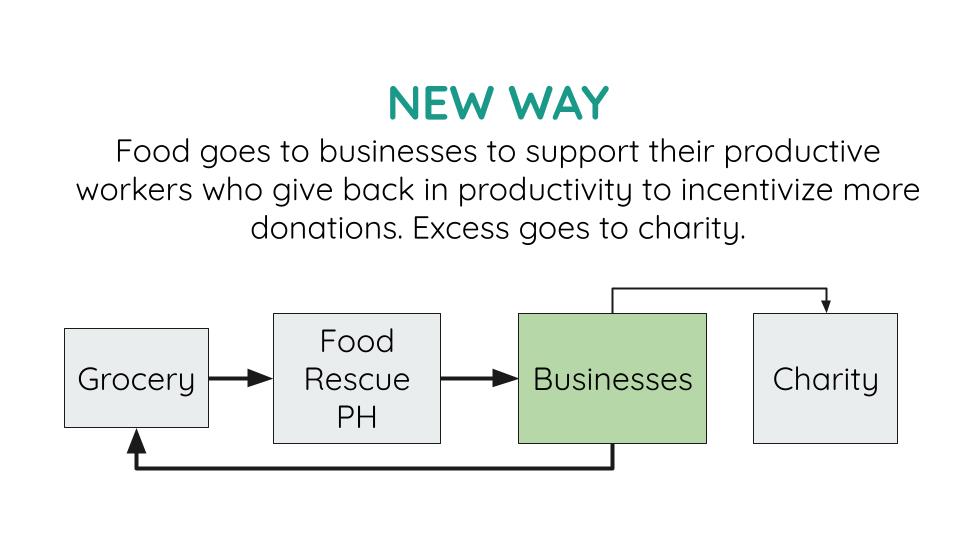 NEW WAY
Food goes to businesses to support their productive
workers who give back in productivity to incentivize more
donations. Excess goes to charity.
Grocery
Food
Rescue
PH
Businesses
Charity